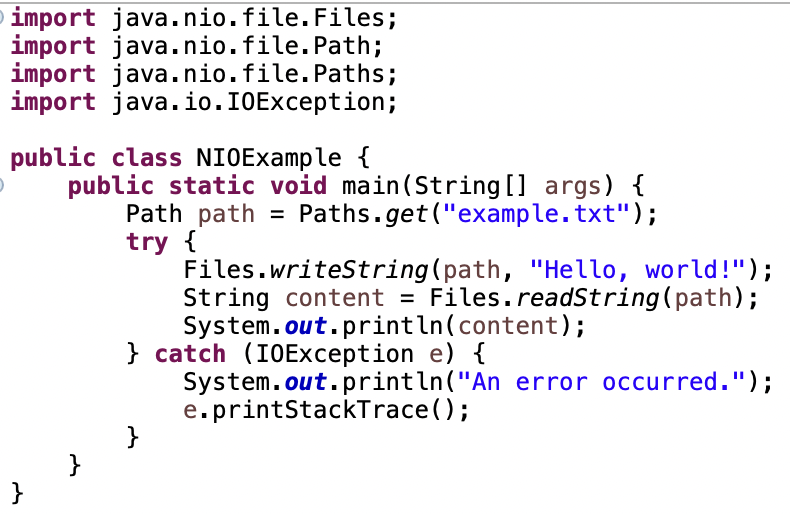 import java.nio.file.Files;
import java.nio.file.Path;
import java.nio.file.Paths;
import java.io.IOException;

public class NIOExample {
    public static void main(String[] args) {
        Path path = Paths.get("example.txt");
        try {
            Files.writeString(path, "Hello, world!");
            String content = Files.readString(path);
            System.out.println(content);
        } catch (IOException e) {
            System.out.println("An error occurred.");
            e.printStackTrace();
        }
    }
}